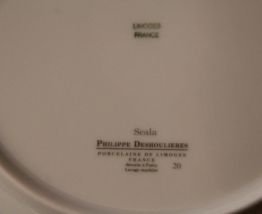 LIMOGES
FRANCE
Scala
PHILIPPE DESHOULIERES
PORCELAINE DE LIMOGES
FRANCE
20